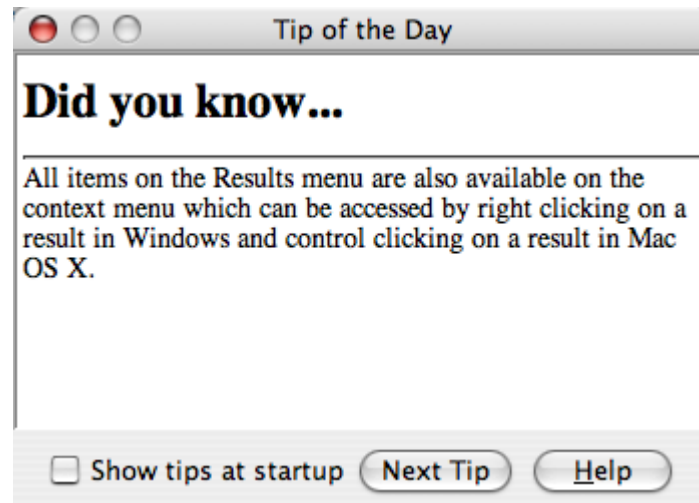 Tip of the Day
Did you know...
All items on the Results menu are also available on the
context menu which can be accessed by right clicking on a
result in Windows and control clicking on a result in Mac
OS X.
Show tips at startup Next Tip Help